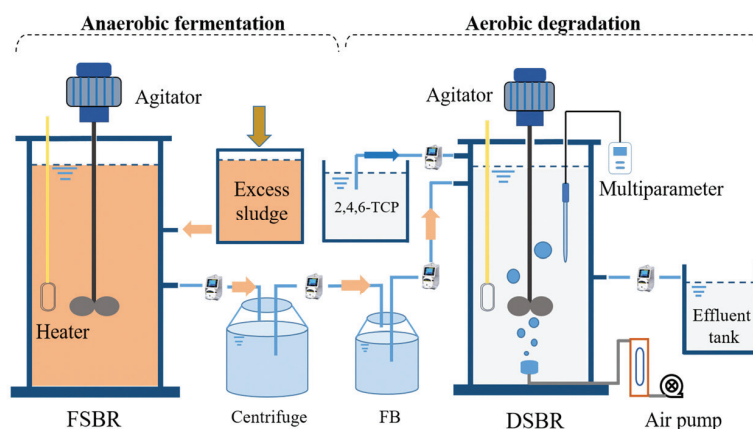 Anaerobic fermentation
Aerobic degradation
Agitator
Agitator
Excess
sludge
2,4,6-TCP
Multiparameter
Heater
Effluent
tank
FSBR
Centrifuge
FB
DSBR
Air pump